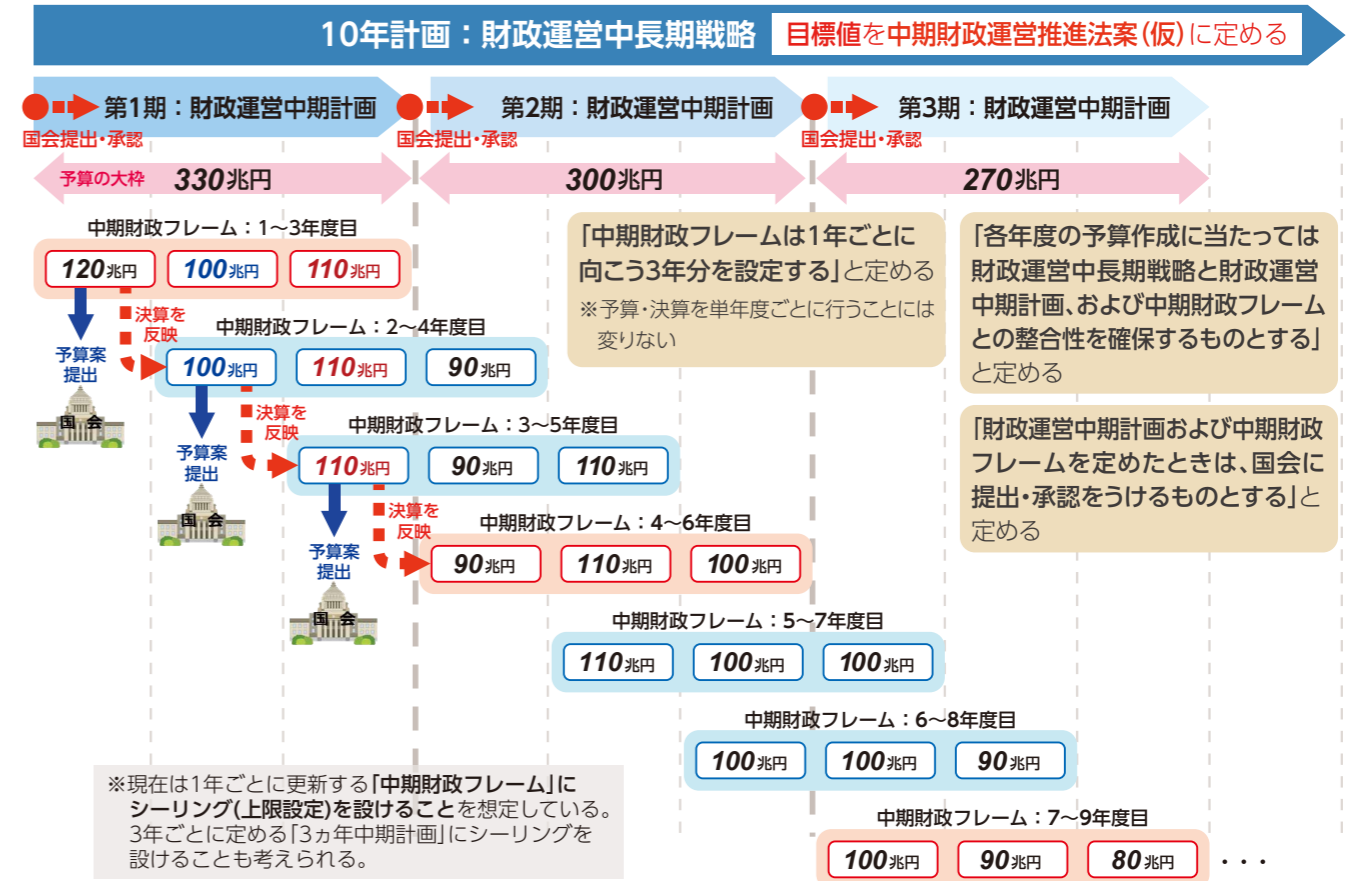 10年計画:財政運営中長期戦略 目標値を中期財政運営推進法案(仮)に定める
第1期:財政運営中期計画
国会提出・承認
第2期:財政運営中期計画
国会提出・承認
第3期:財政運営中期計画
国会提出・承認
予算の大枠 330兆円
300兆円
270兆円
中期財政フレーム:1〜3年度目
120兆円 100兆円 110兆円
決算を
反映
予算案
提出
国 会
中期財政フレーム:2〜4年度目
100兆円 110兆円 90兆円
決算を
反映
予算案
提出
国 会
中期財政フレーム:3〜5年度目
110兆円 90兆円 110兆円
決算を
反映
予算案
提出
国 会
中期財政フレーム:4〜6年度目
90兆円 110兆円 100兆円
中期財政フレーム:5〜7年度目
110兆円 100兆円 100兆円
中期財政フレーム:6〜8年度目
100兆円 100兆円 90兆円
中期財政フレーム:7〜9年度目
100兆円 90兆円 80兆円 ・・・
「中期財政フレームは1年ごとに
向こう3年分を設定する」と定める
※予算・決算を単年度ごとに行うことには
変りない
「各年度の予算作成に当たっては
財政運営中長期戦略と財政運営
中期計画、および中期財政フレーム
との整合性を確保するものとする」
と定める
「財政運営中期計画および中期財政
フレームを定めたときは、国会に
提出・承認をうけるものとする」と
定める
※現在は1年ごとに更新する「中期財政フレーム」に
シーリング(上限設定)を設けることを想定している。
3年ごとに定める「3ヵ年中期計画」にシーリングを
設けることも考えられる。